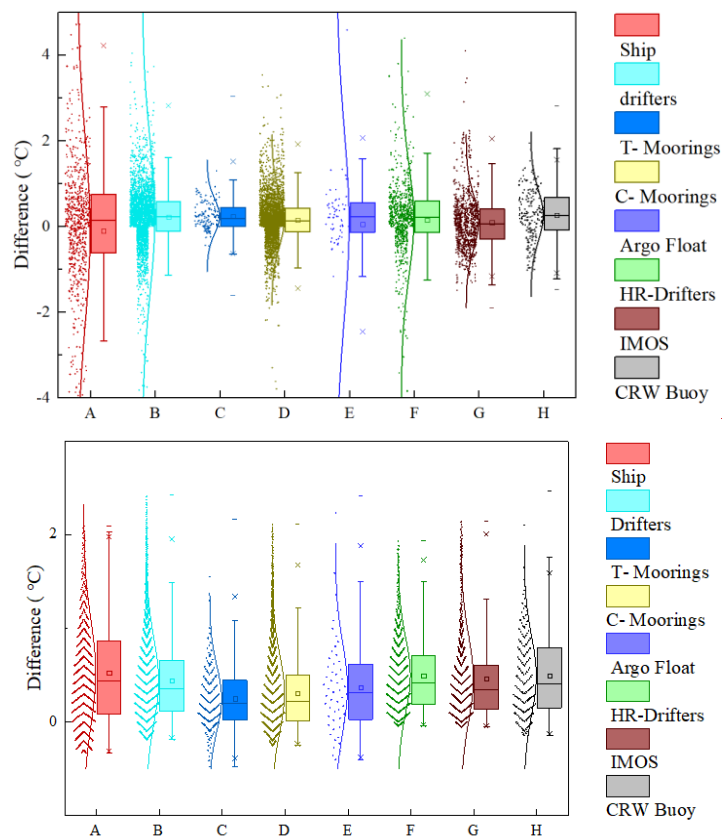 Difference ( °C)
4
2
0
-2
-4
A B C D E F G H
Ship
drifters
T- Moorings
C- Moorings
Argo Float
HR-Drifters
IMOS
CRW Buoy
Difference ( °C)
2
0
A B C D E F G H
Ship
Drifters
T- Moorings
C- Moorings
Argo Float
HR-Drifters
IMOS
CRW Buoy